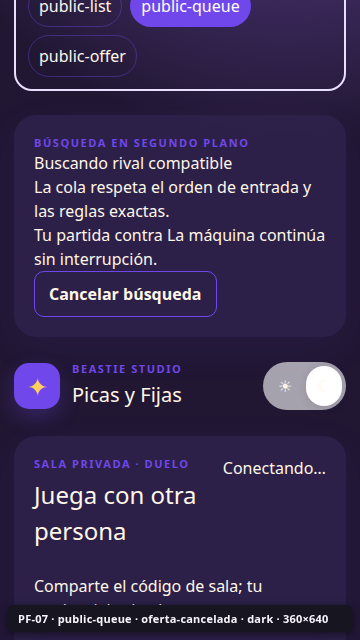 public-list public-queue
public-offer
BÚSQUEDA EN SEGUNDO PLANO
Buscando rival compatible
La cola respeta el orden de entrada y
las reglas exactas.
Tu partida contra La máquina continúa
sin interrupción.
Cancelar búsqueda
BEASTIE STUDIO
Picas y Fijas
SALA PRIVADA · DUELO
Conectando…
Juega con otra
persona
Comparte el código de sala; tu
PF-07 · public-queue · oferta-cancelada · dark · 360×640